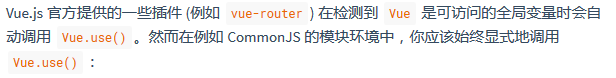 Vue.js 官方提供的一些插件 (例如 vue-router ) 在检测到 Vue 是可访问的全局变量时会自
动调用 Vue.use() 。然而在例如 CommonJS 的模块环境中，你应该始终显式地调用
Vue.use() ：